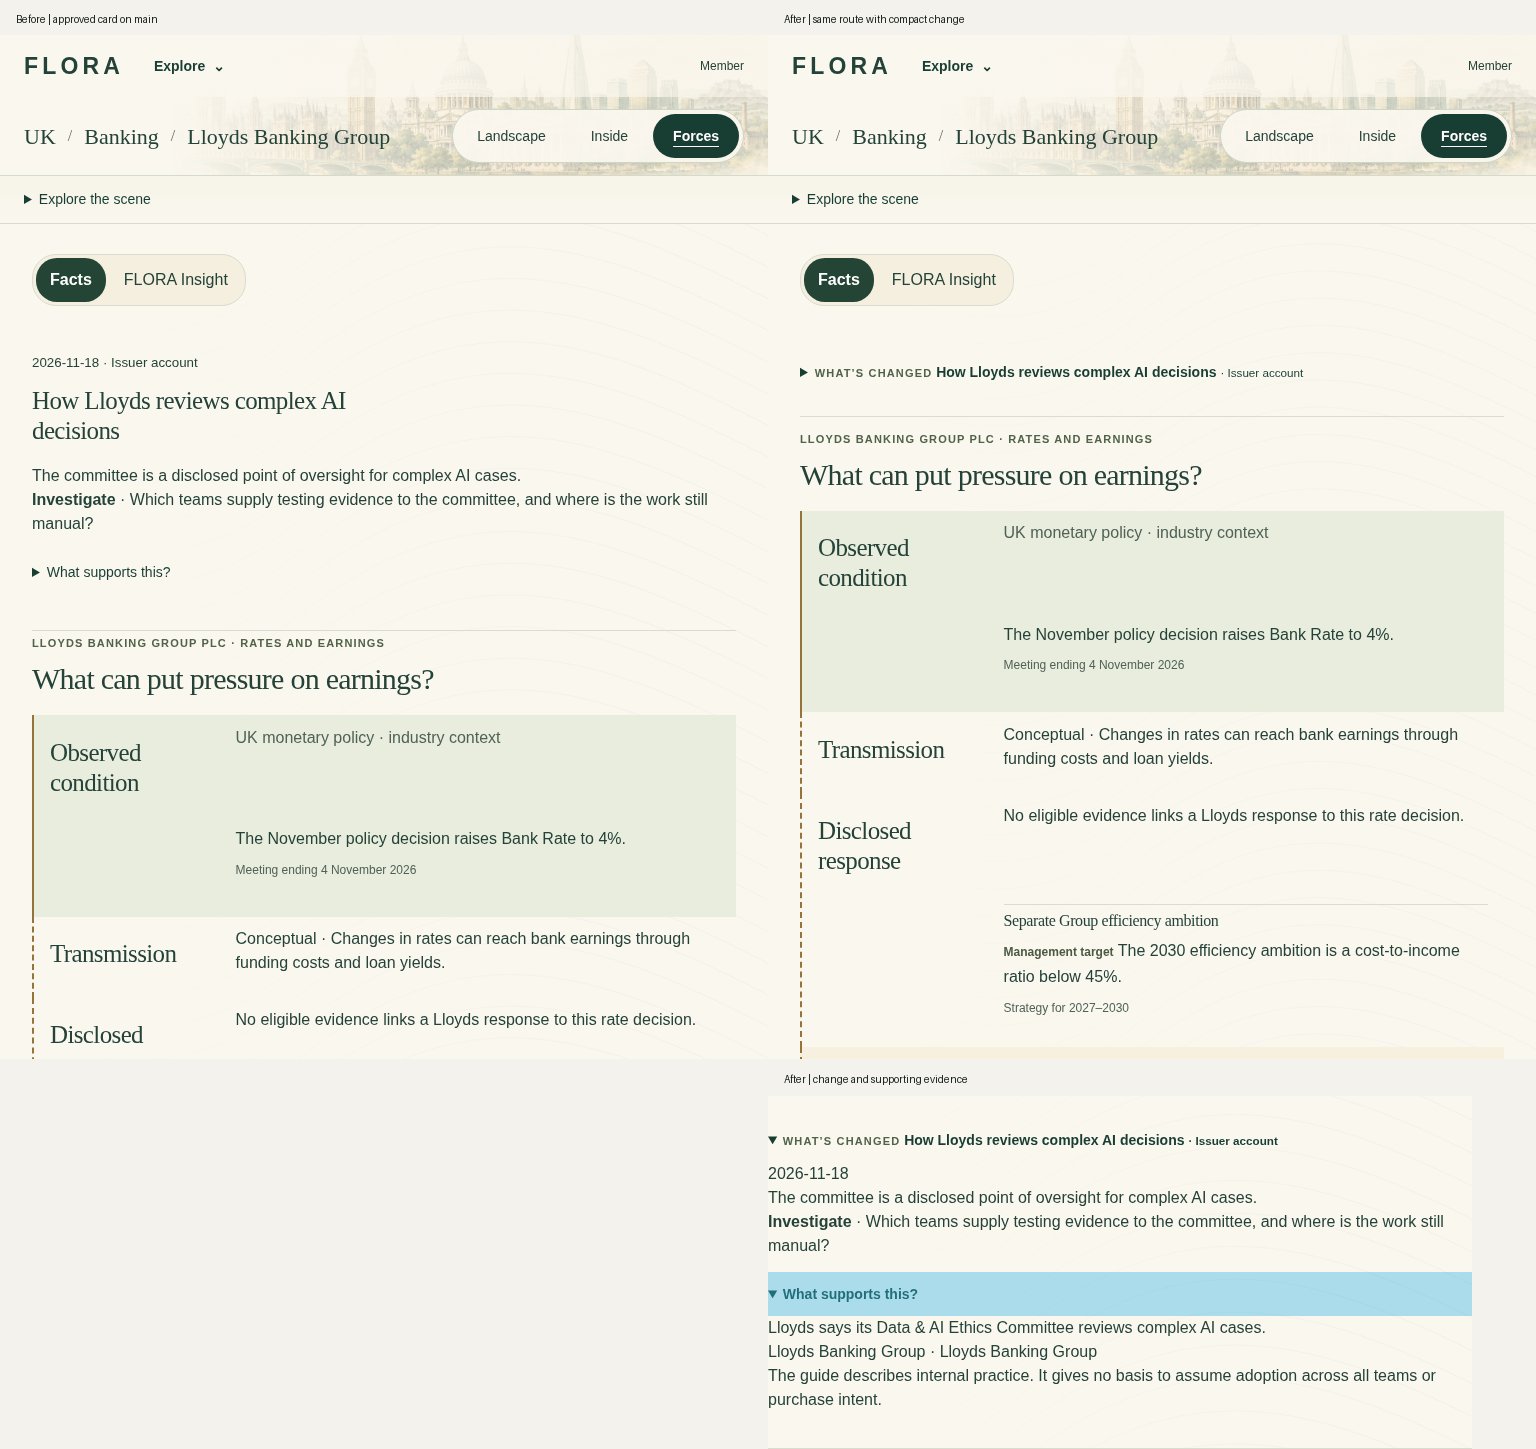 Before | approved card on main
FLORA
Explore
Member
UK / Banking / Lloyds Banking Group
Landscape
Inside
Forces
Explore the scene
Facts
FLORA Insight
2026-11-18 · Issuer account
How Lloyds reviews complex AI
decisions
The committee is a disclosed point of oversight for complex AI cases.
Investigate · Which teams supply testing evidence to the committee, and where is the work still
manual?
What supports this?
LLOYDS BANKING GROUP PLC · RATES AND EARNINGS
What can put pressure on earnings?
Observed
condition
UK monetary policy · industry context
The November policy decision raises Bank Rate to 4%.
Meeting ending 4 November 2026
Transmission
Conceptual · Changes in rates can reach bank earnings through
funding costs and loan yields.
Disclosed
No eligible evidence links a Lloyds response to this rate decision.
After | same route with compact change
FLORA
Explore
Member
UK / Banking / Lloyds Banking Group
Landscape
Inside
Forces
Explore the scene
Facts
FLORA Insight
WHAT'S CHANGED How Lloyds reviews complex AI decisions · Issuer account
LLOYDS BANKING GROUP PLC · RATES AND EARNINGS
What can put pressure on earnings?
Observed
condition
UK monetary policy · industry context
The November policy decision raises Bank Rate to 4%.
Meeting ending 4 November 2026
Transmission
Conceptual · Changes in rates can reach bank earnings through
funding costs and loan yields.
Disclosed
response
No eligible evidence links a Lloyds response to this rate decision.
Separate Group efficiency ambition
Management target The 2030 efficiency ambition is a cost-to-income
ratio below 45%.
Strategy for 2027–2030
After | change and supporting evidence
WHAT'S CHANGED How Lloyds reviews complex AI decisions · Issuer account
2026-11-18
The committee is a disclosed point of oversight for complex AI cases.
Investigate · Which teams supply testing evidence to the committee, and where is the work still
manual?
What supports this?
Lloyds says its Data & AI Ethics Committee reviews complex AI cases.
Lloyds Banking Group · Lloyds Banking Group
The guide describes internal practice. It gives no basis to assume adoption across all teams or
purchase intent.